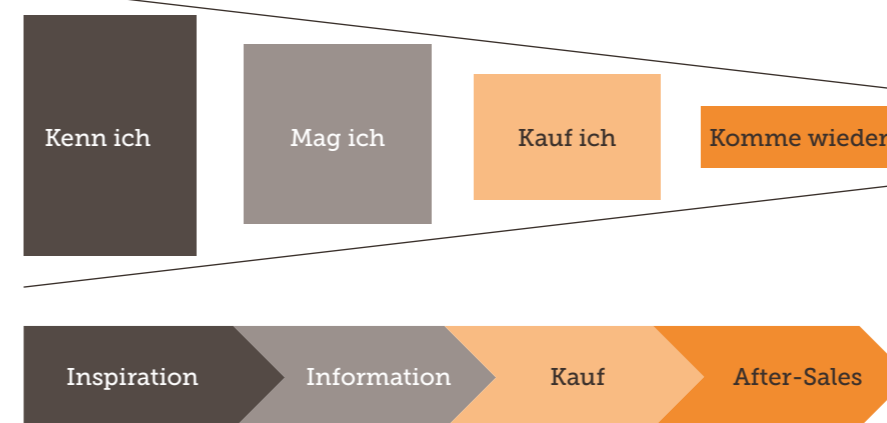 Kenn ich
Mag ich
Kauf ich
Komme wieder
Inspiration
Information
Kauf
After-Sales